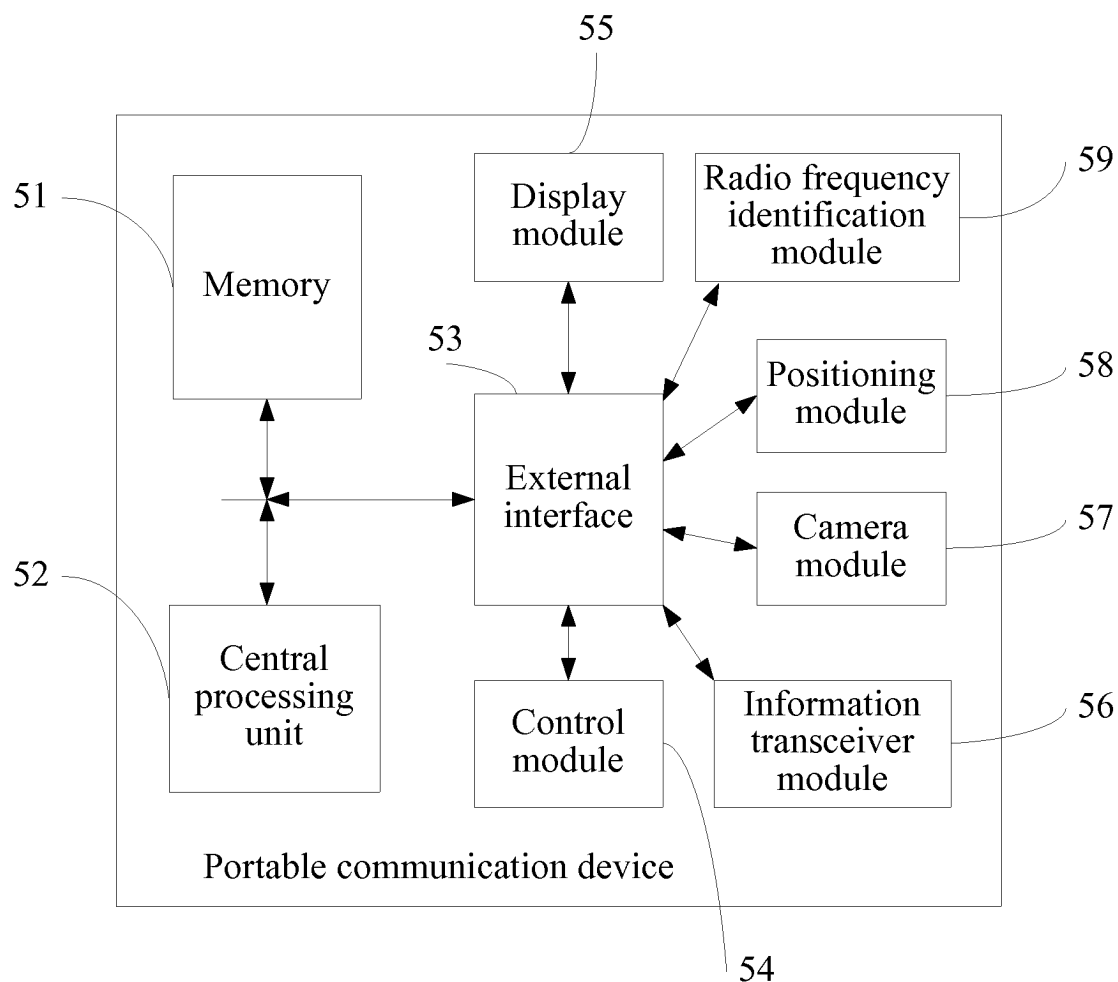 55
59
51
Display
module
Radio frequency
identification
module
Memory
53
58
Positioning
module
External
interface
57
Camera
module
52
Central
processing
unit
Control
module
Information
transceiver
module
56
Portable communication device
54